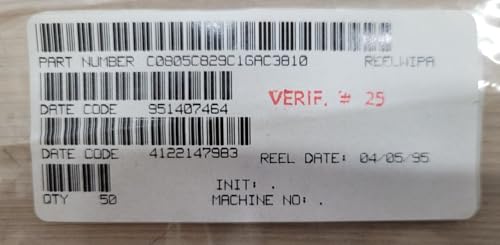 PART NUMBER C0805C829C1GAC3810 REELWIPA
DATE CODE 951407464 VERIF. # 25
DATE CODE 4122147983 REEL DATE: 04/05/95
INIT: .
QTY 50 MACHINE NO: .